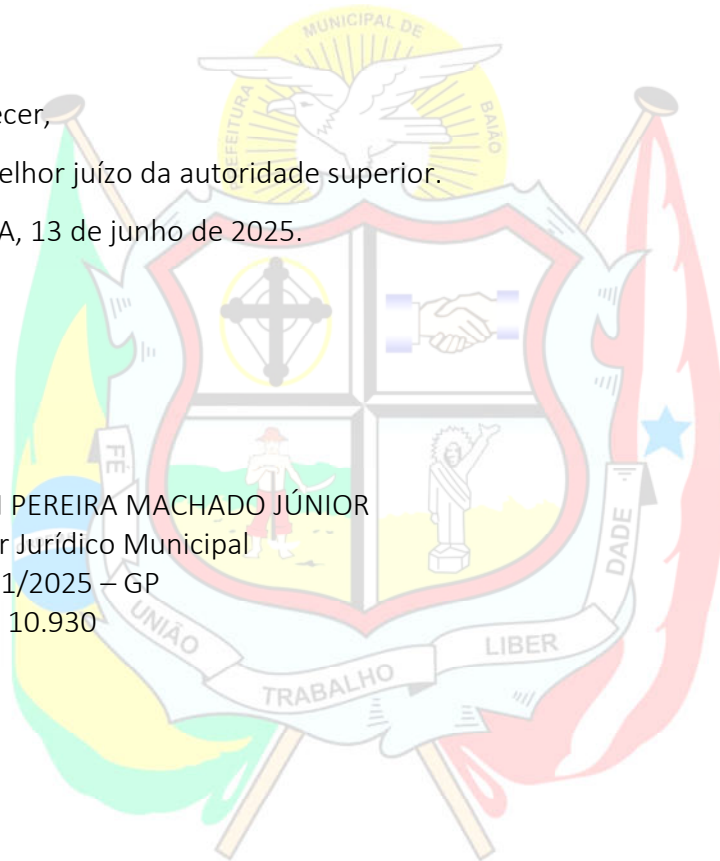 MUNICIPAL DE
PREFEITURA
BAIÃO
ecer,
elhor juízo da autoridade superior.
A, 13 de junho de 2025.
FÉ
PEREIRA MACHADO JÚNIOR
r Jurídico Municipal
1/2025 – GP
10.930
UNIÃO
TRABALHO
LIBER
DADE